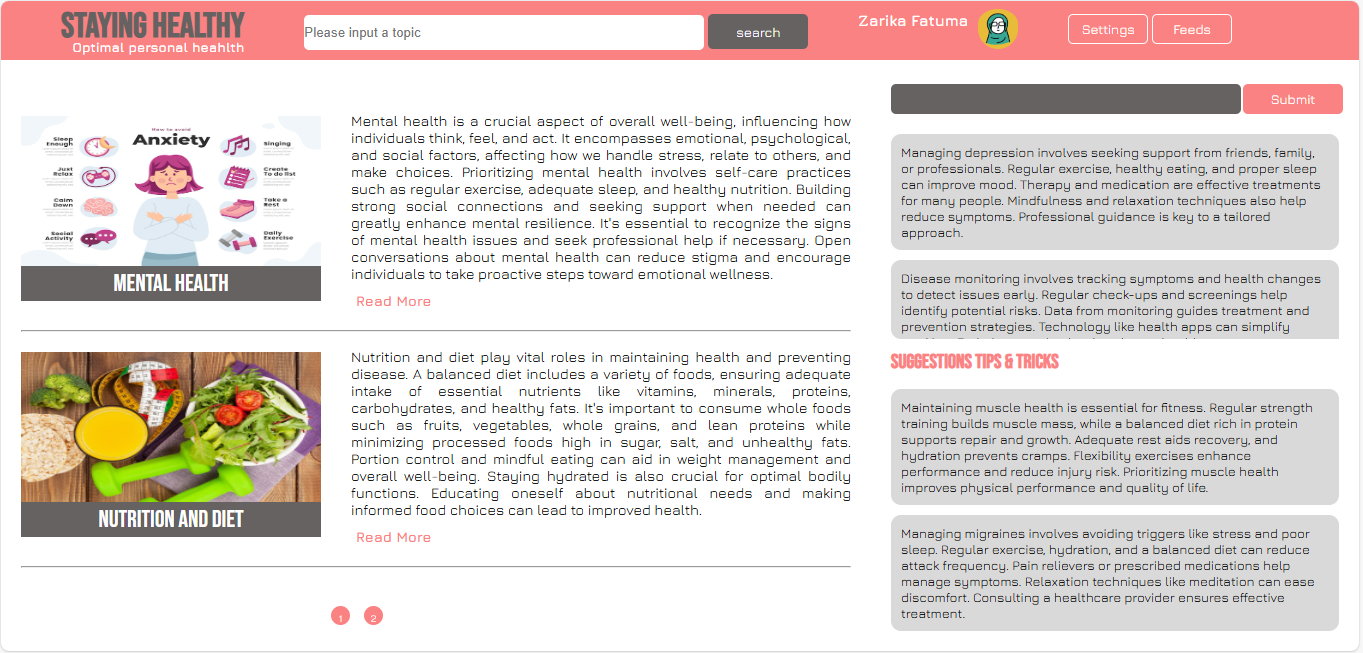 STAYING HEALTHY
Optimal personal heahlth
Please input a topic
search
Zarika Fatuma
Settings
Feeds
How to avoid
Anxiety
Sleep
Enough
Just
Relax
Calm
Down
Social
Activity
Singing
Create
To do list
Take a
Rest
Daily
Exercise
MENTAL HEALTH
Mental health is a crucial aspect of overall well-being, influencing how
individuals think, feel, and act. It encompasses emotional, psychological,
and social factors, affecting how we handle stress, relate to others, and
make choices. Prioritizing mental health involves self-care practices
such as regular exercise, adequate sleep, and healthy nutrition. Building
strong social connections and seeking support when needed can
greatly enhance mental resilience. It's essential to recognize the signs
of mental health issues and seek professional help if necessary. Open
conversations about mental health can reduce stigma and encourage
individuals to take proactive steps toward emotional wellness.
Read More
NUTRITION AND DIET
Nutrition and diet play vital roles in maintaining health and preventing
disease. A balanced diet includes a variety of foods, ensuring adequate
intake of essential nutrients like vitamins, minerals, proteins,
carbohydrates, and healthy fats. It's important to consume whole foods
such as fruits, vegetables, whole grains, and lean proteins while
minimizing processed foods high in sugar, salt, and unhealthy fats.
Portion control and mindful eating can aid in weight management and
overall well-being. Staying hydrated is also crucial for optimal bodily
functions. Educating oneself about nutritional needs and making
informed food choices can lead to improved health.
Read More
1
2
Submit
Managing depression involves seeking support from friends, family,
or professionals. Regular exercise, healthy eating, and proper sleep
can improve mood. Therapy and medication are effective treatments
for many people. Mindfulness and relaxation techniques also help
reduce symptoms. Professional guidance is key to a tailored
approach.
Disease monitoring involves tracking symptoms and health changes
to detect issues early. Regular check-ups and screenings help
identify potential risks. Data from monitoring guides treatment and
prevention strategies. Technology like health apps can simplify
SUGGESTIONS TIPS & TRICKS
Maintaining muscle health is essential for fitness. Regular strength
training builds muscle mass, while a balanced diet rich in protein
supports repair and growth. Adequate rest aids recovery, and
hydration prevents cramps. Flexibility exercises enhance
performance and reduce injury risk. Prioritizing muscle health
improves physical performance and quality of life.
Managing migraines involves avoiding triggers like stress and poor
sleep. Regular exercise, hydration, and a balanced diet can reduce
attack frequency. Pain relievers or prescribed medications help
manage symptoms. Relaxation techniques like meditation can ease
discomfort. Consulting a healthcare provider ensures effective
treatment.